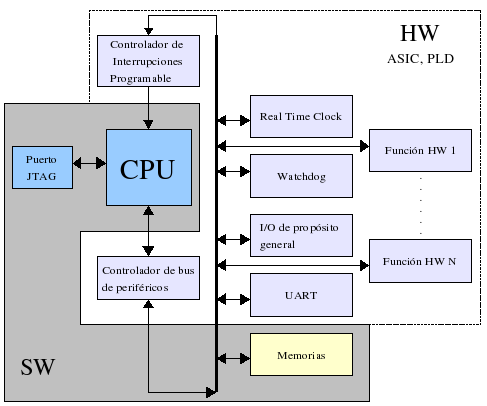 HW
ASIC, PLD
Controlador de
Interrupciones
Programable
Real Time Clock
Puerto
JTAG
CPU
Función HW 1
Watchdog
I/O de propósito
general
Función HW N
Controlador de bus
de periféricos
UART
Memorias
SW